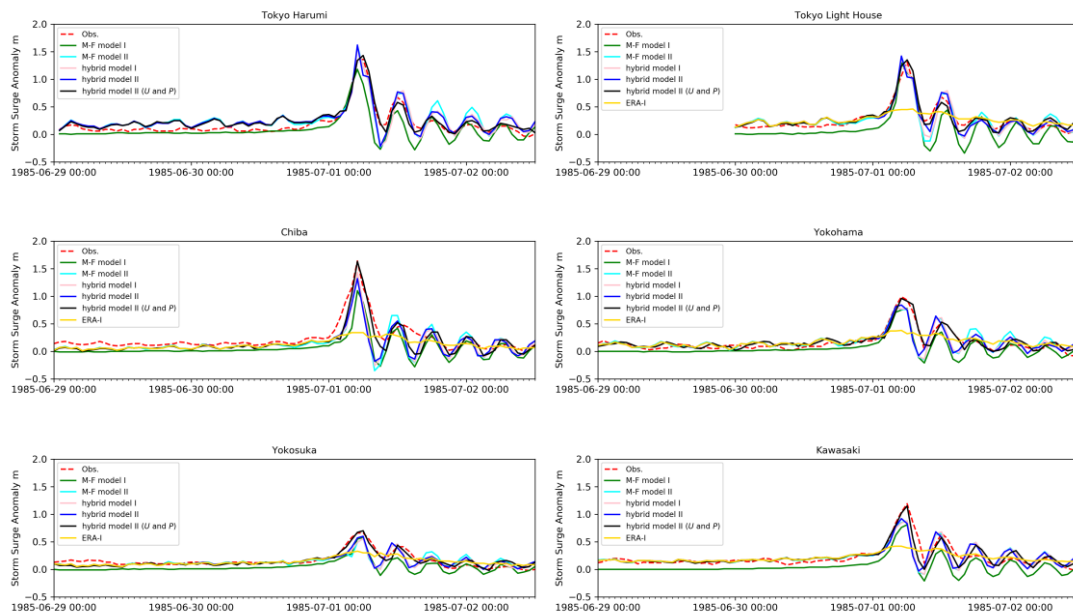 Tokyo Harumi
Storm Surge Anomaly m
2.0
1.5
1.0
0.5
0.0
−0.5
Obs.
M-F model I
M-F model II
hybrid model I
hybrid model II
hybrid model II (U and P)
1985-06-29 00:00
1985-06-30 00:00
1985-07-01 00:00
1985-07-02 00:00
Tokyo Light House
Storm Surge Anomaly m
2.0
1.5
1.0
0.5
0.0
−0.5
Obs.
M-F model I
M-F model II
hybrid model I
hybrid model II
hybrid model II (U and P)
ERA-I
1985-06-29 00:00
1985-06-30 00:00
1985-07-01 00:00
1985-07-02 00:00
Chiba
Storm Surge Anomaly m
2.0
1.5
1.0
0.5
0.0
−0.5
Obs.
M-F model I
M-F model II
hybrid model I
hybrid model II
hybrid model II (U and P)
ERA-I
1985-06-29 00:00
1985-06-30 00:00
1985-07-01 00:00
1985-07-02 00:00
Yokohama
Storm Surge Anomaly m
2.0
1.5
1.0
0.5
0.0
−0.5
Obs.
M-F model I
M-F model II
hybrid model I
hybrid model II
hybrid model II (U and P)
ERA-I
1985-06-29 00:00
1985-06-30 00:00
1985-07-01 00:00
1985-07-02 00:00
Yokosuka
Storm Surge Anomaly m
2.0
1.5
1.0
0.5
0.0
−0.5
Obs.
M-F model I
M-F model II
hybrid model I
hybrid model II
hybrid model II (U and P)
ERA-I
1985-06-29 00:00
1985-06-30 00:00
1985-07-01 00:00
1985-07-02 00:00
Kawasaki
Storm Surge Anomaly m
2.0
1.5
1.0
0.5
0.0
−0.5
Obs.
M-F model I
M-F model II
hybrid model I
hybrid model II
hybrid model II (U and P)
ERA-I
1985-06-29 00:00
1985-06-30 00:00
1985-07-01 00:00
1985-07-02 00:00